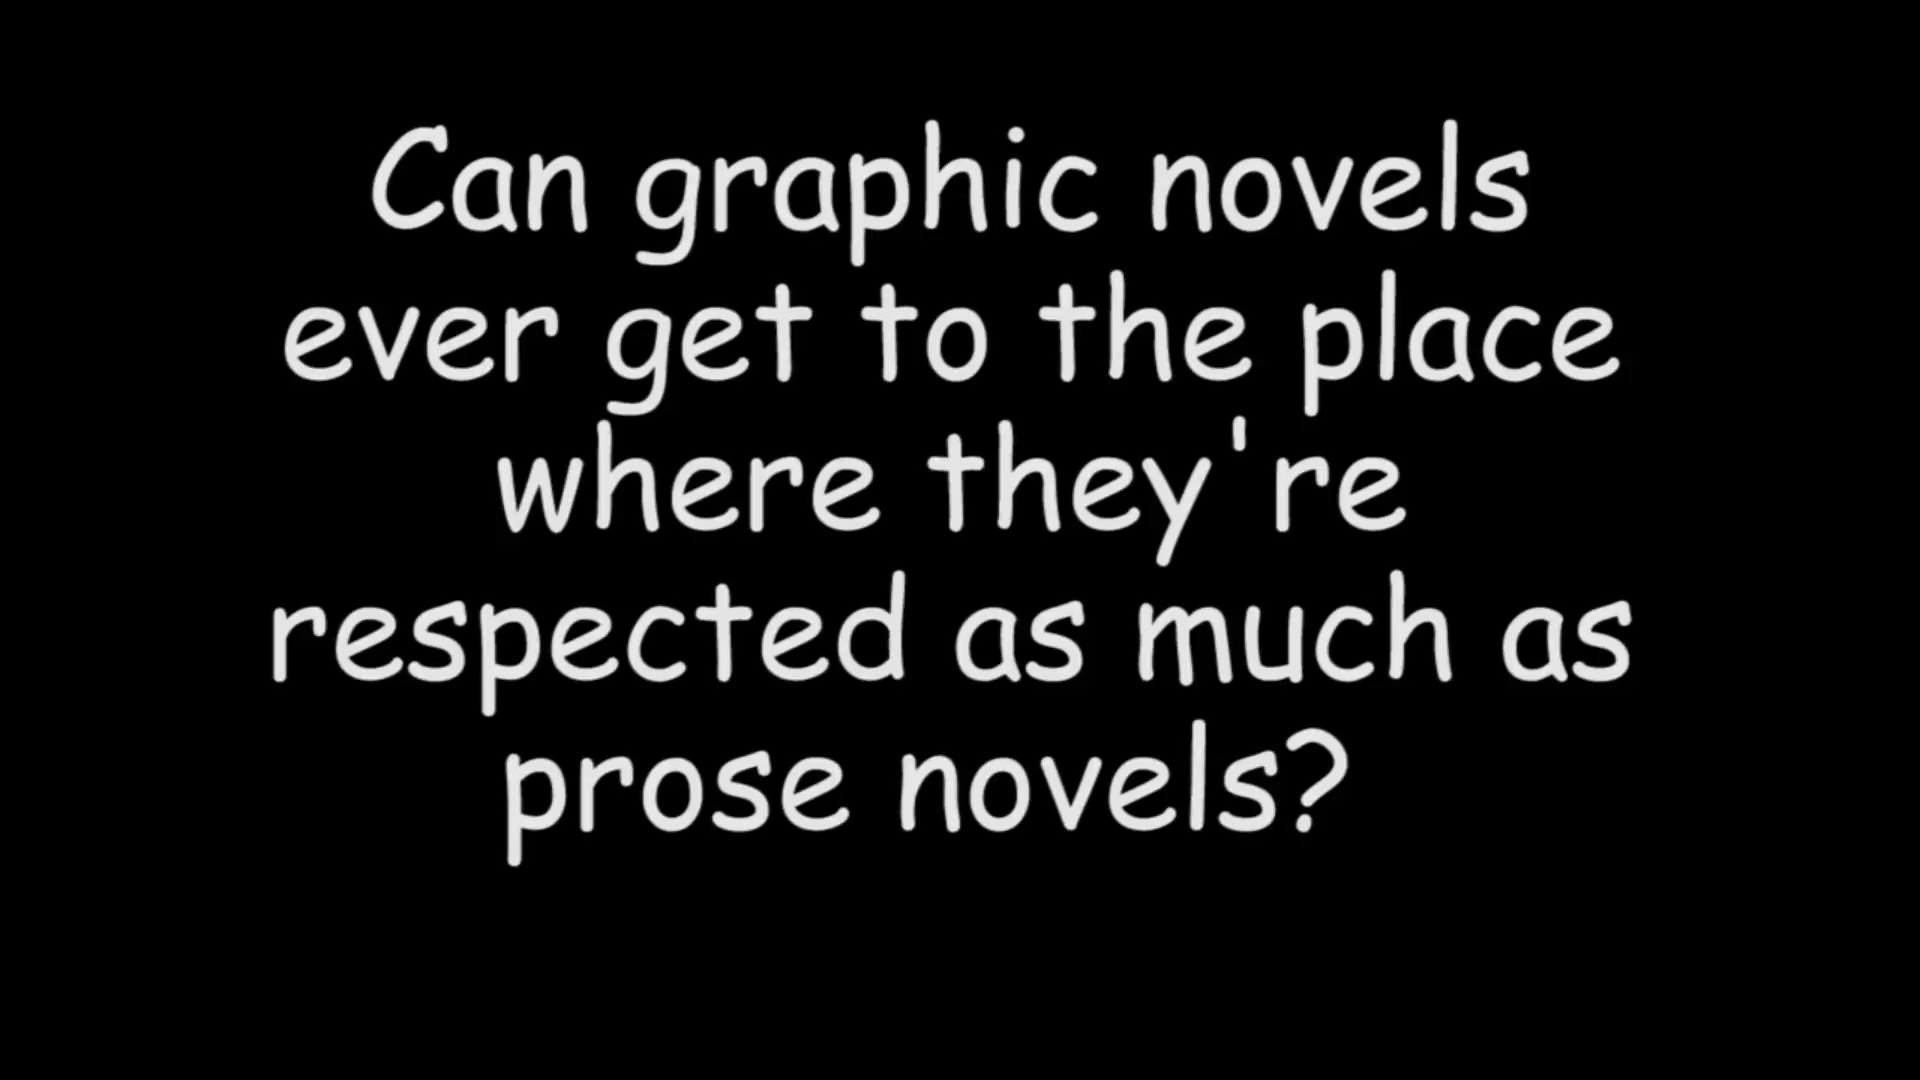 Can graphic novels
ever get to the place
where they're
respected as much as
prose novels?